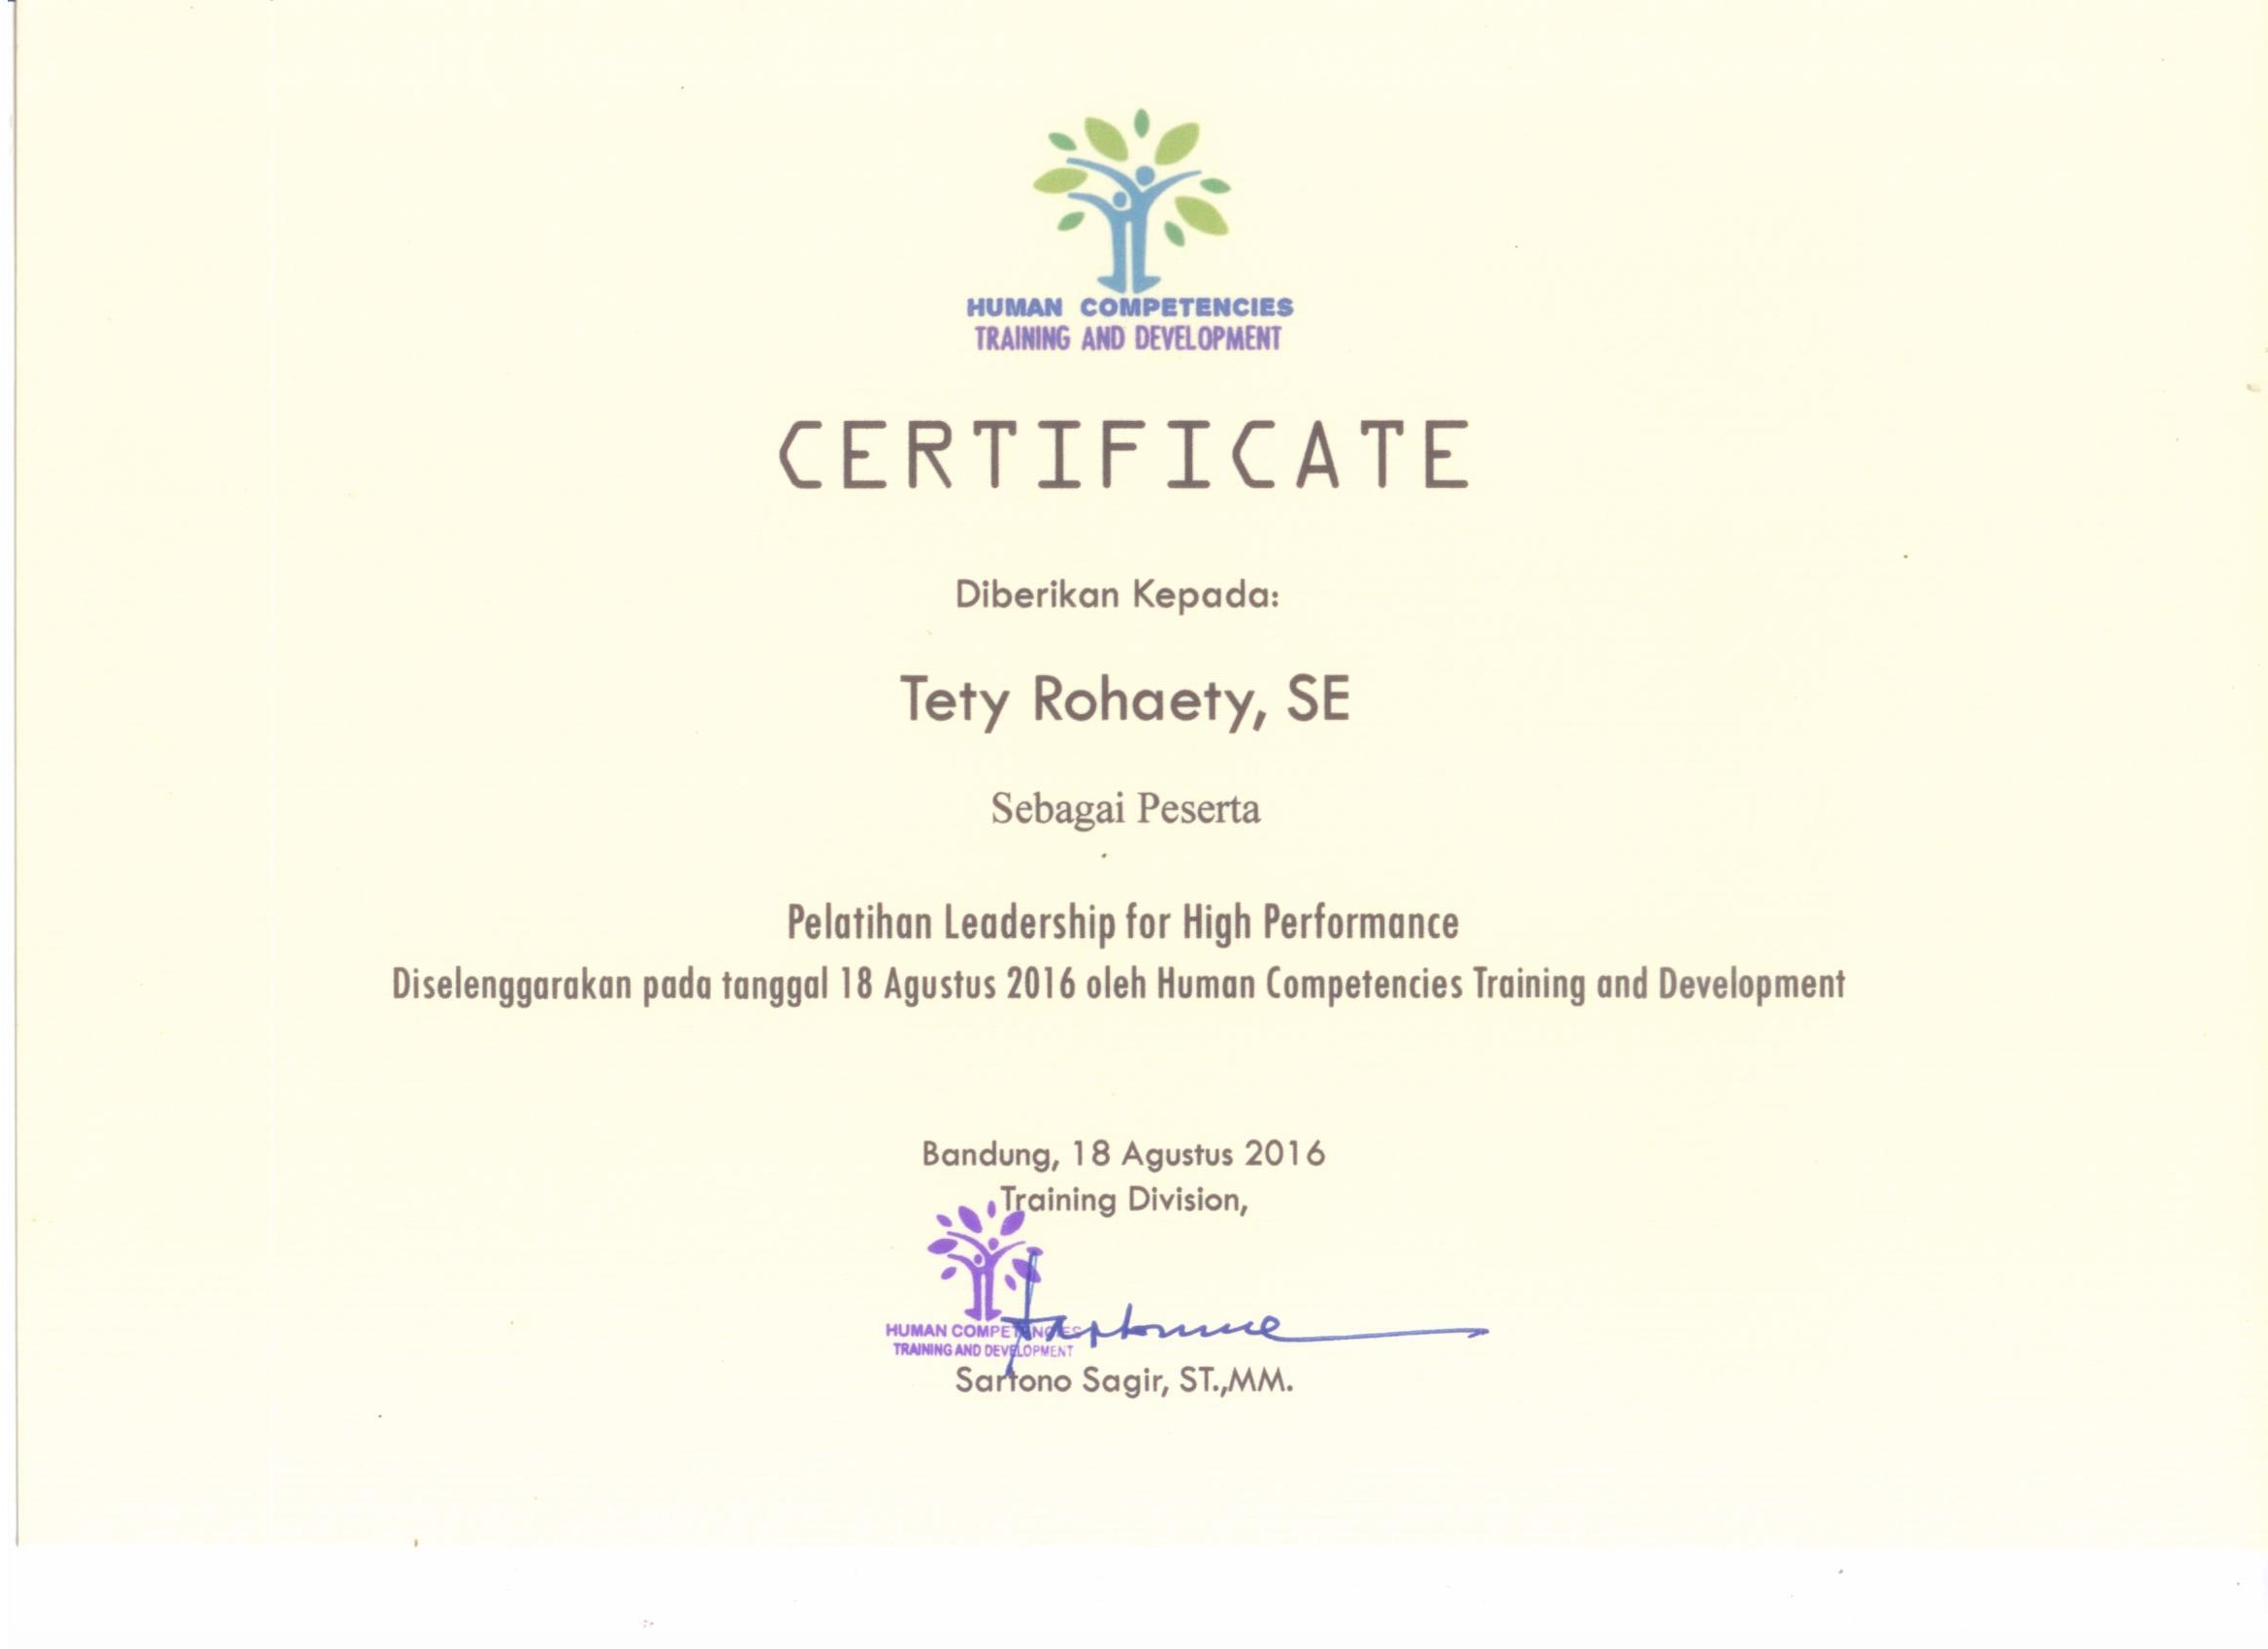 HUMAN COMPETENCIES
TRAINING AND DEVELOPMENT
CERTIFICATE
Diberikan Kepada:
Tety Rohaety, SE
Sebagai Peserta
Pelatihan Leadership for High Performance
Diselenggarakan pada tanggal 18 Agustus 2016 oleh Human Competencies Training and Development
Bandung, 18 Agustus 2016
Training Division,
HUMAN COMPETENCIES
TRAINING AND DEVELOPMENT
Sartono Sagir, ST.,MM.